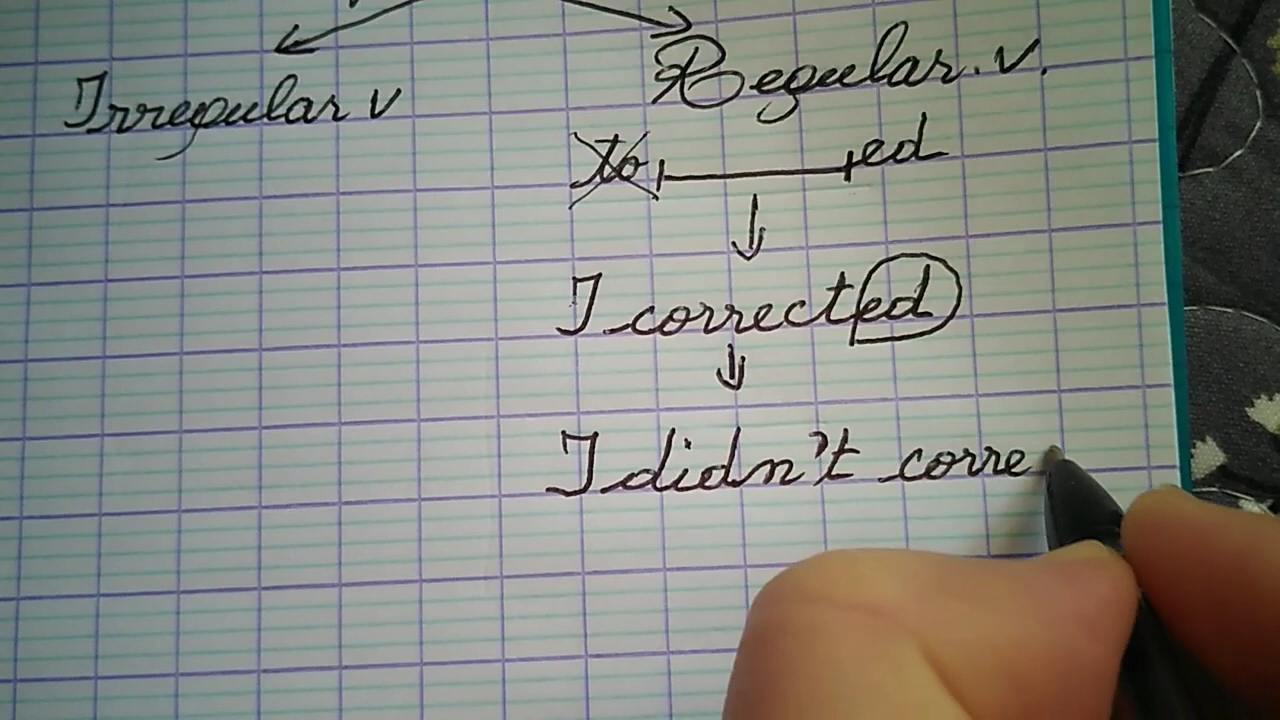 Irregular v
Regular. v.
to ed
I corrected
I didn't corre